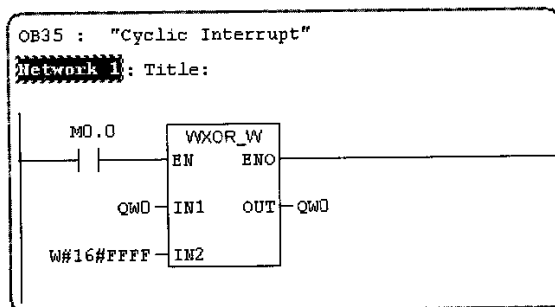 OB35 : "Cyclic Interrupt"
Network 1: Title:
M0.0
WXOR_W
EN ENO
QW0 IN1 OUT QW0
W#16#FFFF IN2